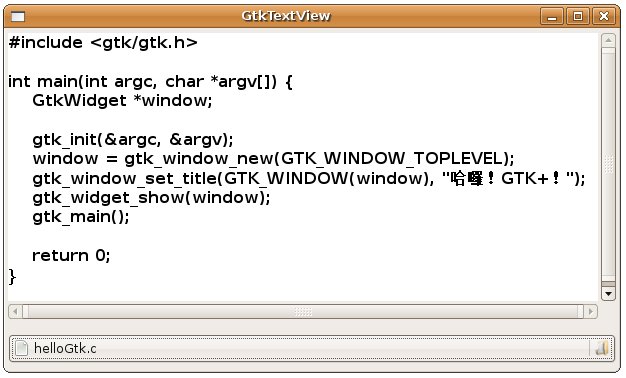 GtkTextView
#include <gtk/gtk.h>
int main(int argc, char *argv[]) {
GtkWidget *window;
gtk_init(&argc, &argv);
window = gtk_window_new(GTK_WINDOW_TOPLEVEL);
gtk_window_set_title(GTK_WINDOW(window), "哈囉！GTK+！");
gtk_widget_show(window);
gtk_main();
return 0;
}
helloGtk.c